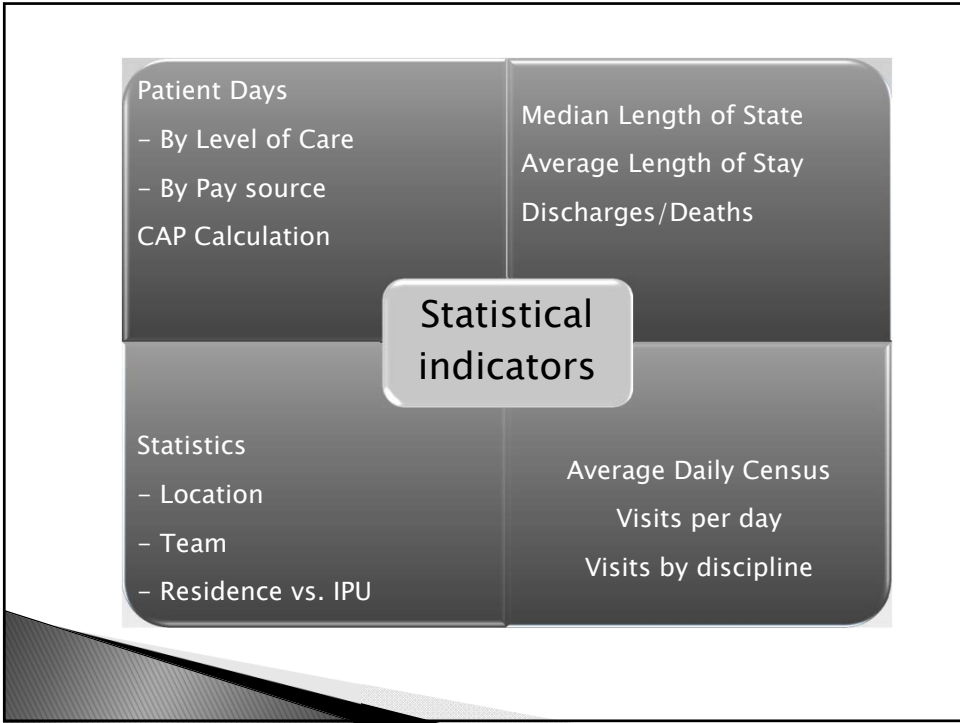 Patient Days
- By Level of Care
- By Pay source
CAP Calculation
Median Length of State
Average Length of Stay
Discharges/Deaths
Statistical
indicators
Statistics
- Location
- Team
- Residence vs. IPU
Average Daily Census
Visits per day
Visits by discipline